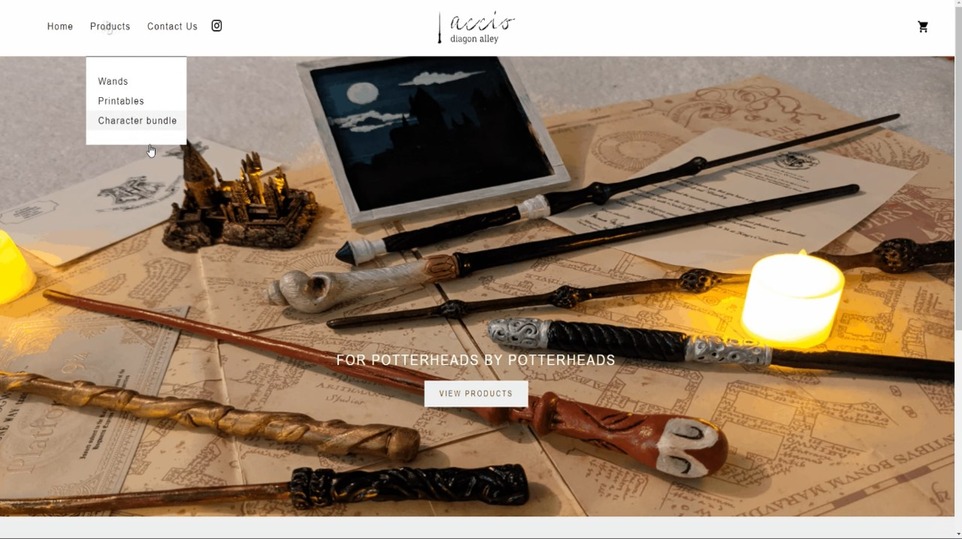 Home
Products
Contact Us
accio
diagon alley
Wands
Printables
Character bundle
FOR POTTERHEADS BY POTTERHEADS
VIEW PRODUCTS